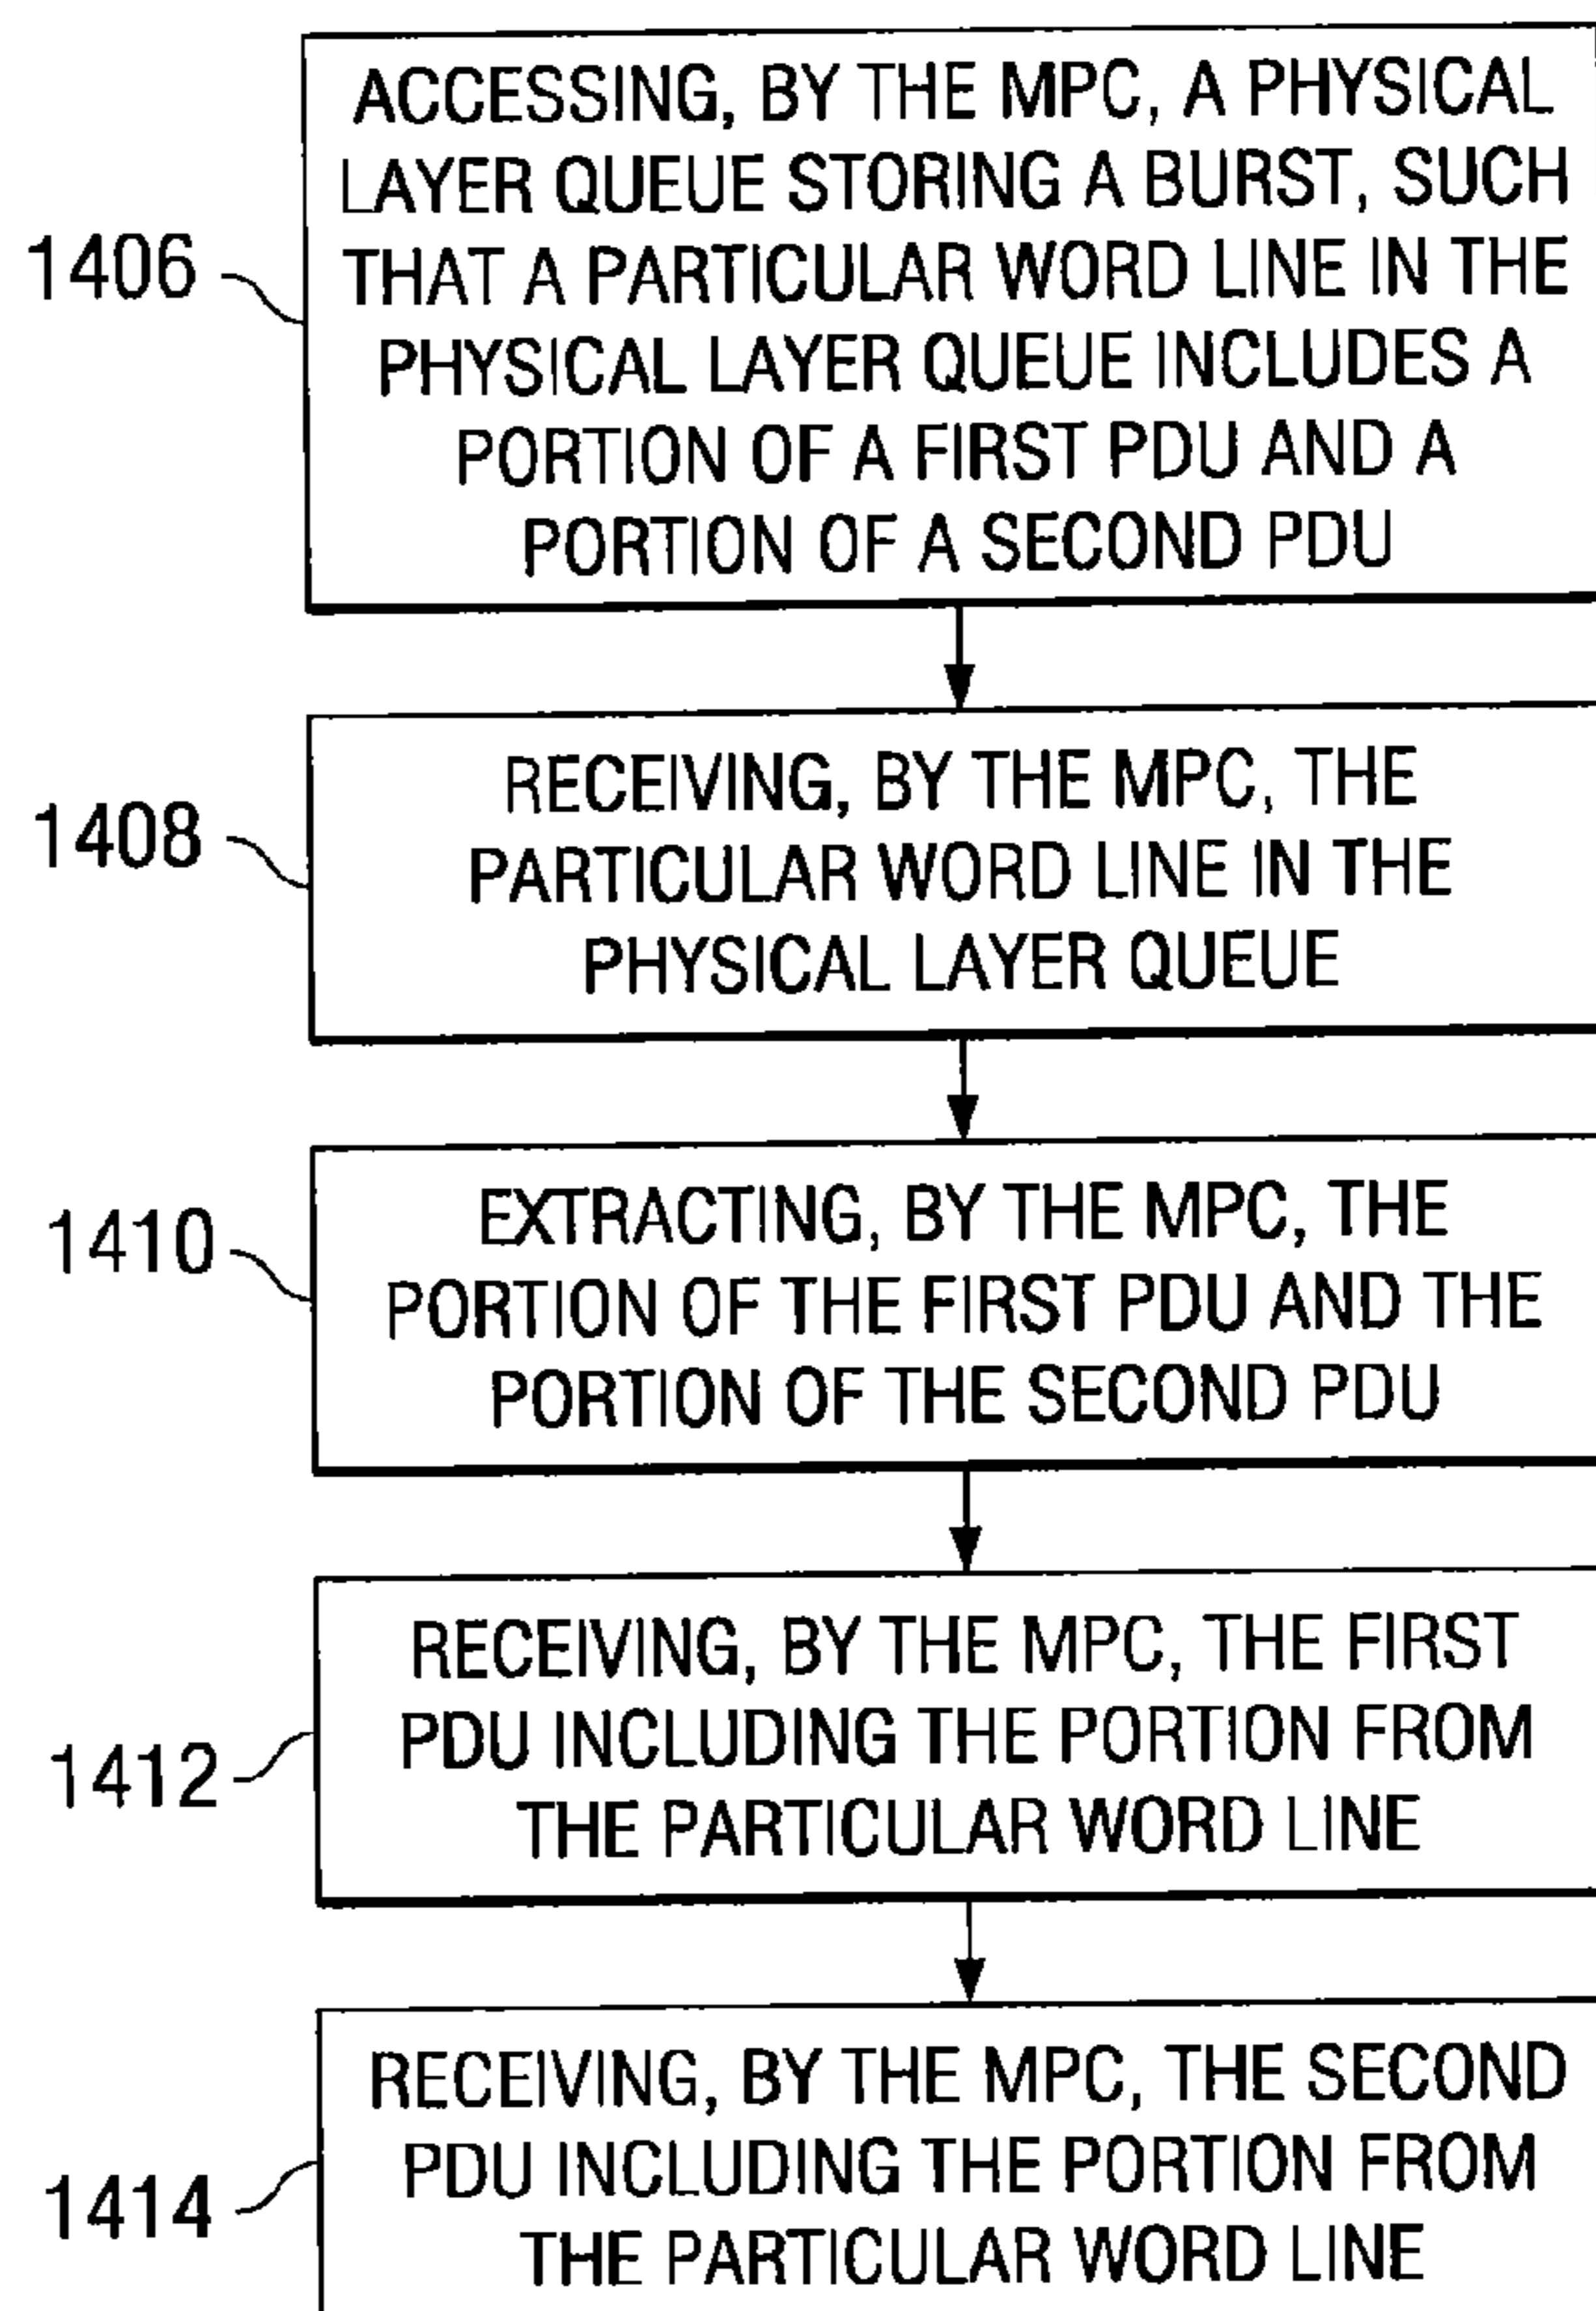 1406
ACCESSING, BY THE MPC, A PHYSICAL
LAYER QUEUE STORING A BURST, SUCH
THAT A PARTICULAR WORD LINE IN THE
PHYSICAL LAYER QUEUE INCLUDES A
PORTION OF A FIRST PDU AND A
PORTION OF A SECOND PDU
1408
RECEIVING, BY THE MPC, THE
PARTICULAR WORD LINE IN THE
PHYSICAL LAYER QUEUE
1410
EXTRACTING, BY THE MPC, THE
PORTION OF THE FIRST PDU AND THE
PORTION OF THE SECOND PDU
1412
RECEIVING, BY THE MPC, THE FIRST
PDU INCLUDING THE PORTION FROM
THE PARTICULAR WORD LINE
1414
RECEIVING, BY THE MPC, THE SECOND
PDU INCLUDING THE PORTION FROM
THE PARTICULAR WORD LINE